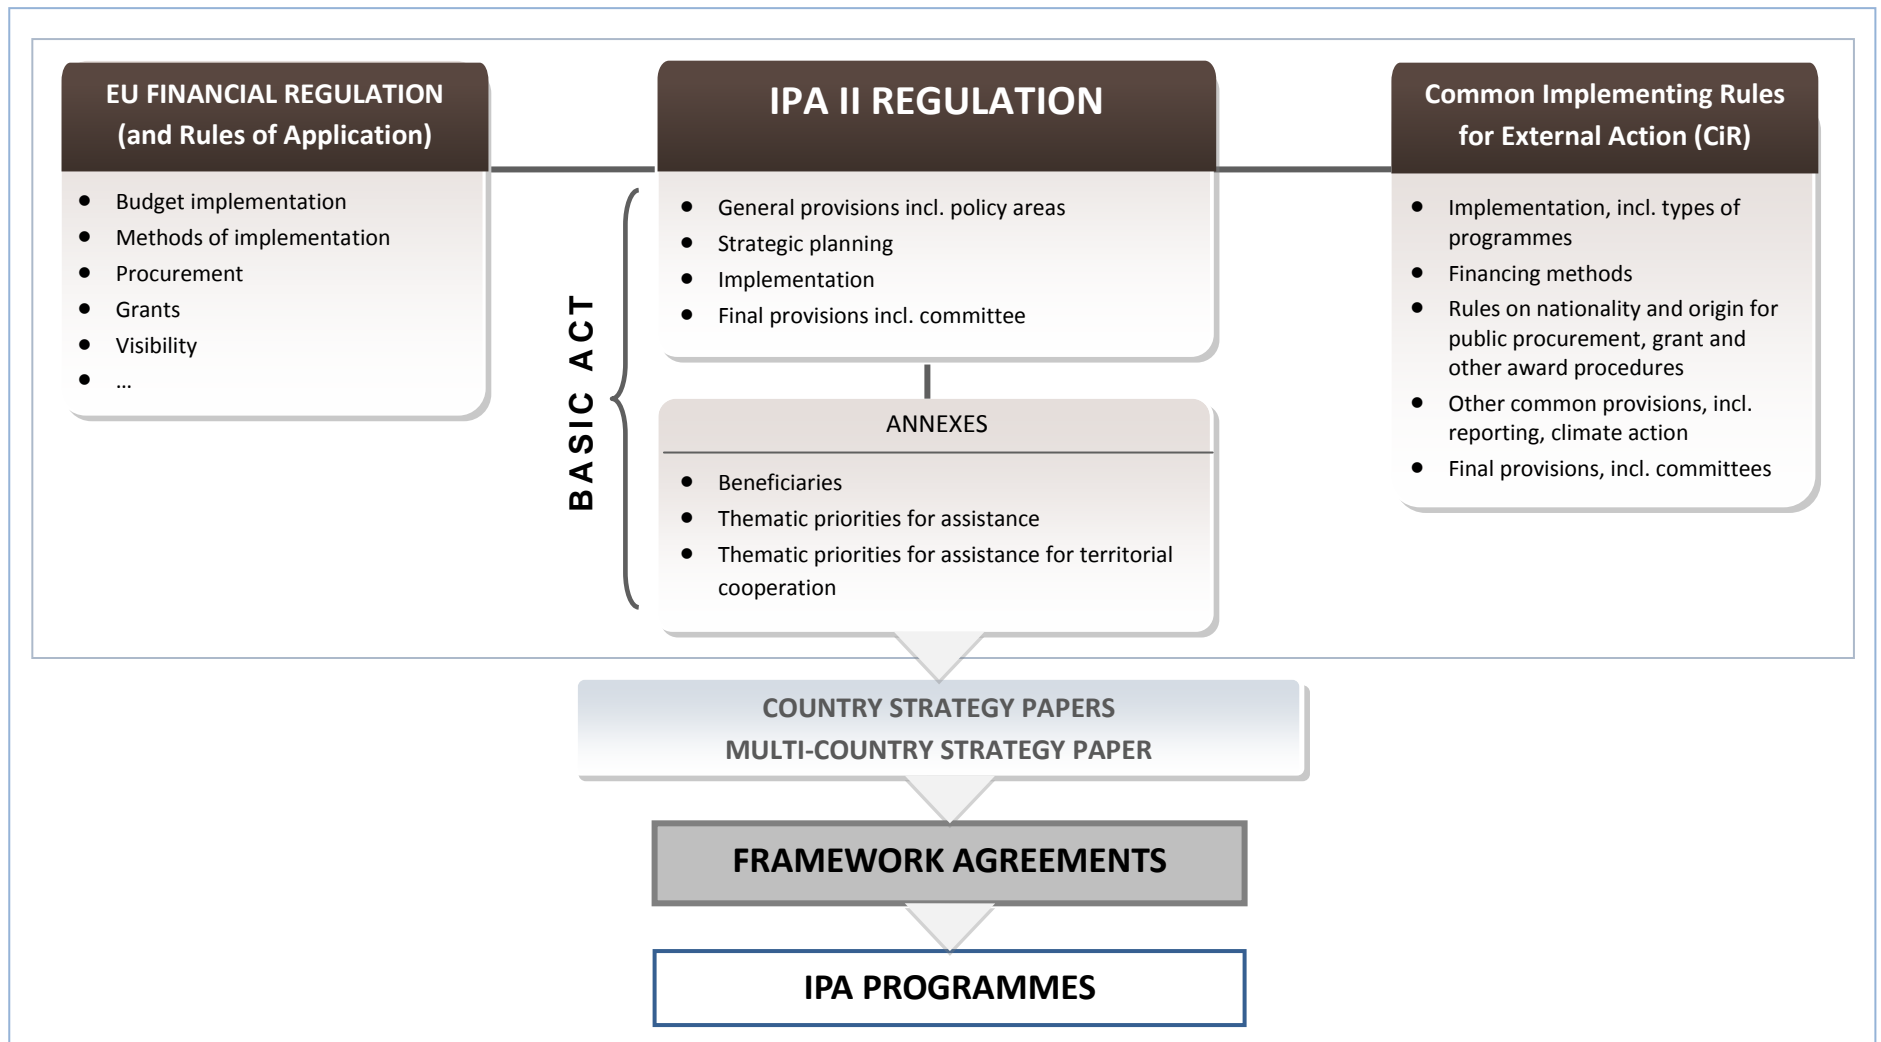 EU FINANCIAL REGULATION
(and Rules of Application)
● Budget implementation
● Methods of implementation
● Procurement
● Grants
● Visibility
● ...
BASIC ACT
IPA II REGULATION
● General provisions incl. policy areas
● Strategic planning
● Implementation
● Final provisions incl. committee
ANNEXES
● Beneficiaries
● Thematic priorities for assistance
● Thematic priorities for assistance for territorial
cooperation
Common Implementing Rules
for External Action (CiR)
● Implementation, incl. types of
programmes
● Financing methods
● Rules on nationality and origin for
public procurement, grant and
other award procedures
● Other common provisions, incl.
reporting, climate action
● Final provisions, incl. committees
COUNTRY STRATEGY PAPERS
MULTI-COUNTRY STRATEGY PAPER
FRAMEWORK AGREEMENTS
IPA PROGRAMMES